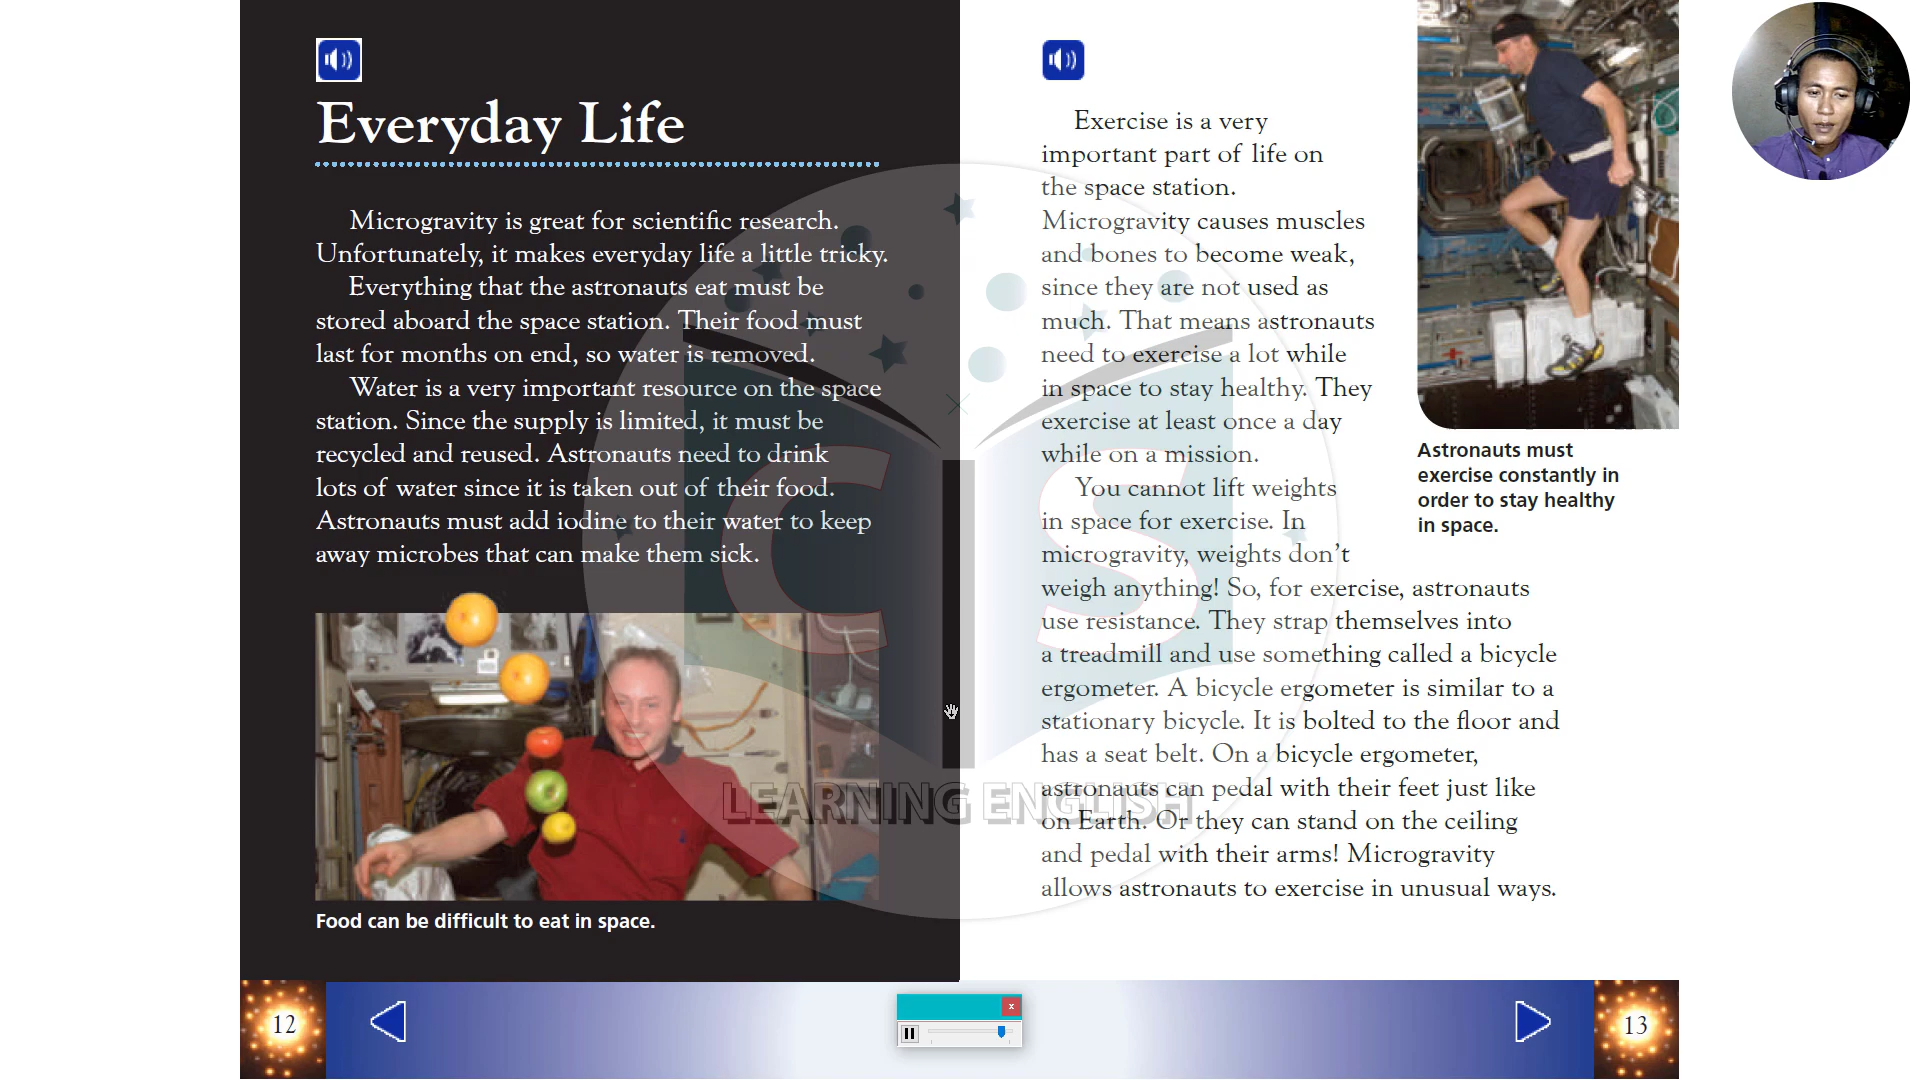 Everyday Life
Microgravity is great for scientific research.
Unfortunately, it makes everyday life a little tricky.
Everything that the astronauts eat must be
stored aboard the space station. Their food must
last for months on end, so water is removed.
Water is a very important resource on the space
station. Since the supply is limited, it must be
recycled and reused. Astronauts need to drink
lots of water since it is taken out of their food.
Astronauts must add iodine to their water to keep
away microbes that can make them sick.
Food can be difficult to eat in space.
12
Exercise is a very
important part of life on
the space station.
Microgravity causes muscles
and bones to become weak,
since they are not used as
much. That means astronauts
need to exercise a lot while
in space to stay healthy. They
exercise at least once a day
while on a mission.
You cannot lift weights
in space for exercise. In
microgravity, weights don't
weigh anything! So, for exercise, astronauts
use resistance. They strap themselves into
a treadmill and use something called a bicycle
ergometer. A bicycle ergometer is similar to a
stationary bicycle. It is bolted to the floor and
has a seat belt. On a bicycle ergometer,
astronauts can pedal with their feet just like
on Earth. Or they can stand on the ceiling
and pedal with their arms! Microgravity
allows astronauts to exercise in unusual ways.
Astronauts must
exercise constantly in
order to stay healthy
in space.
13
CIS
LEARNING ENGLISH
x